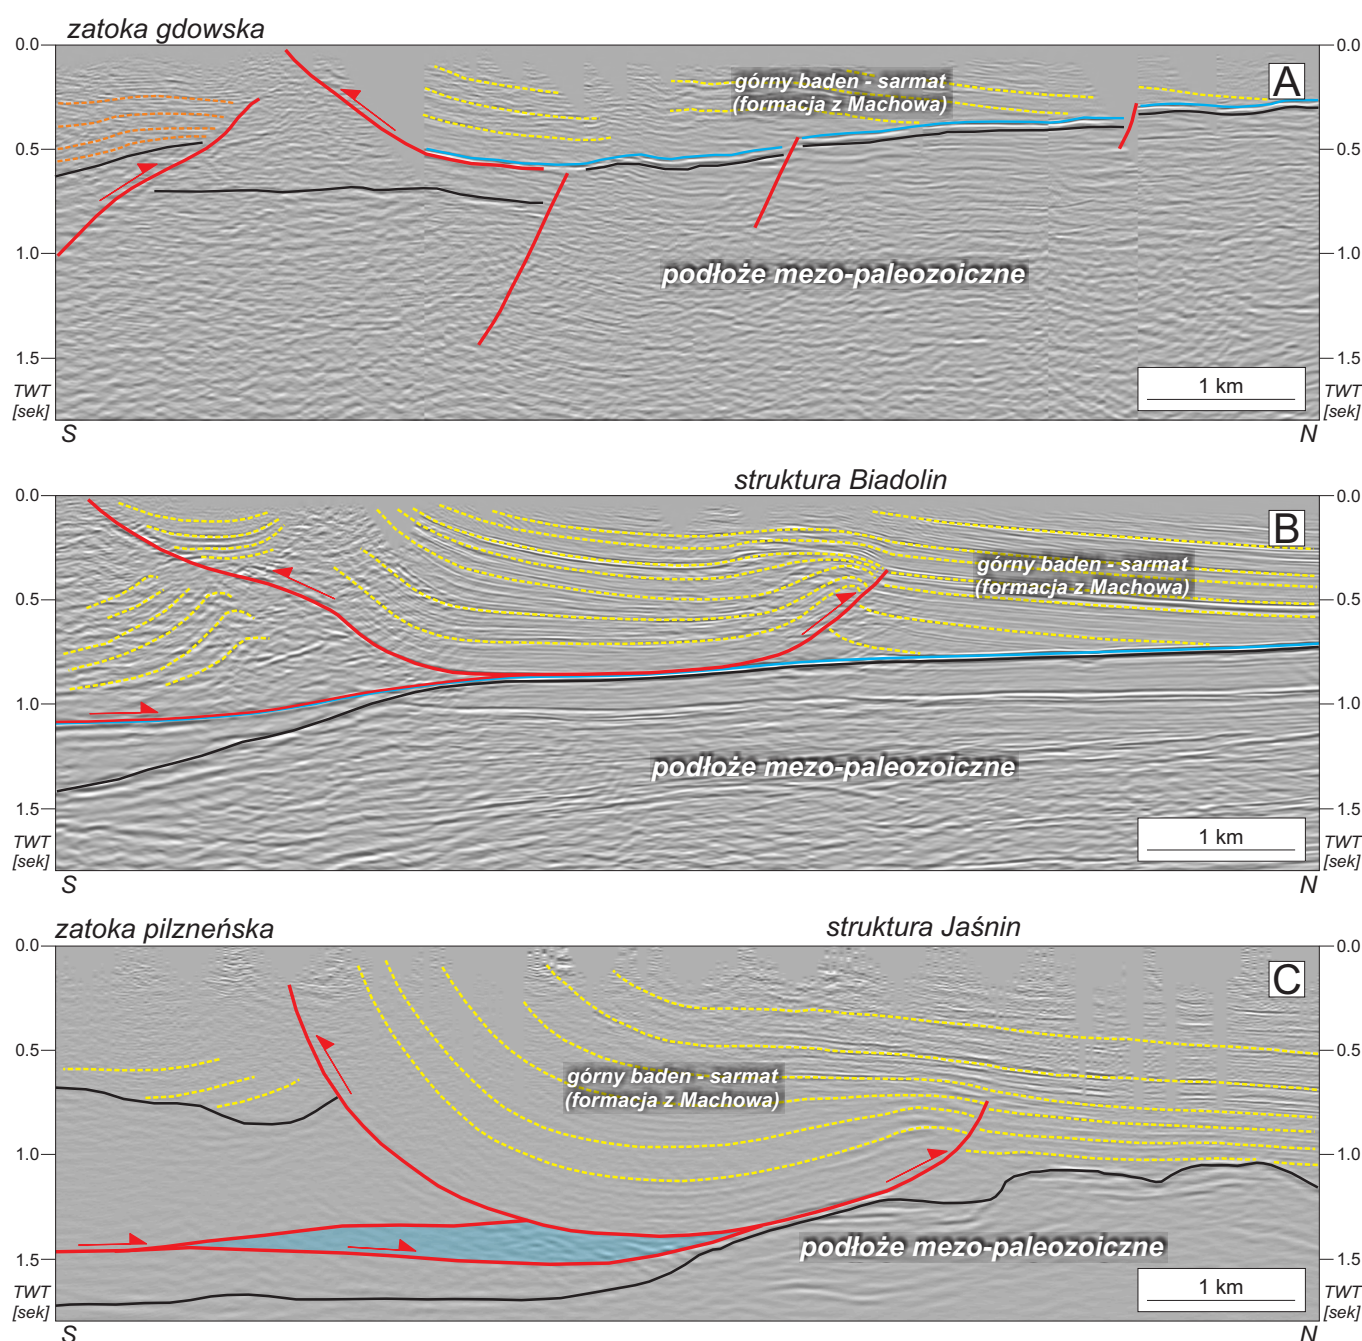 zatoka gdowska
0.0
0.0
A
górny baden - sarmat
(formacja z Machowa)
0.5
0.5
1.0
1.0
podłoże mezo-paleozoiczne
1.5
1.5
1 km
TWT
[sek]
TWT
[sek]
S
N
struktura Biadolin
0.0
0.0
B
górny baden - sarmat
(formacja z Machowa)
0.5
0.5
1.0
1.0
podłoże mezo-paleozoiczne
1.5
1.5
1 km
TWT
[sek]
TWT
[sek]
S
N
zatoka pilzneńska
struktura Jaśnin
0.0
0.0
C
0.5
0.5
górny baden - sarmat
(formacja z Machowa)
1.0
1.0
podłoże mezo-paleozoiczne
1.5
1.5
1 km
TWT
[sek]
TWT
[sek]
S
N